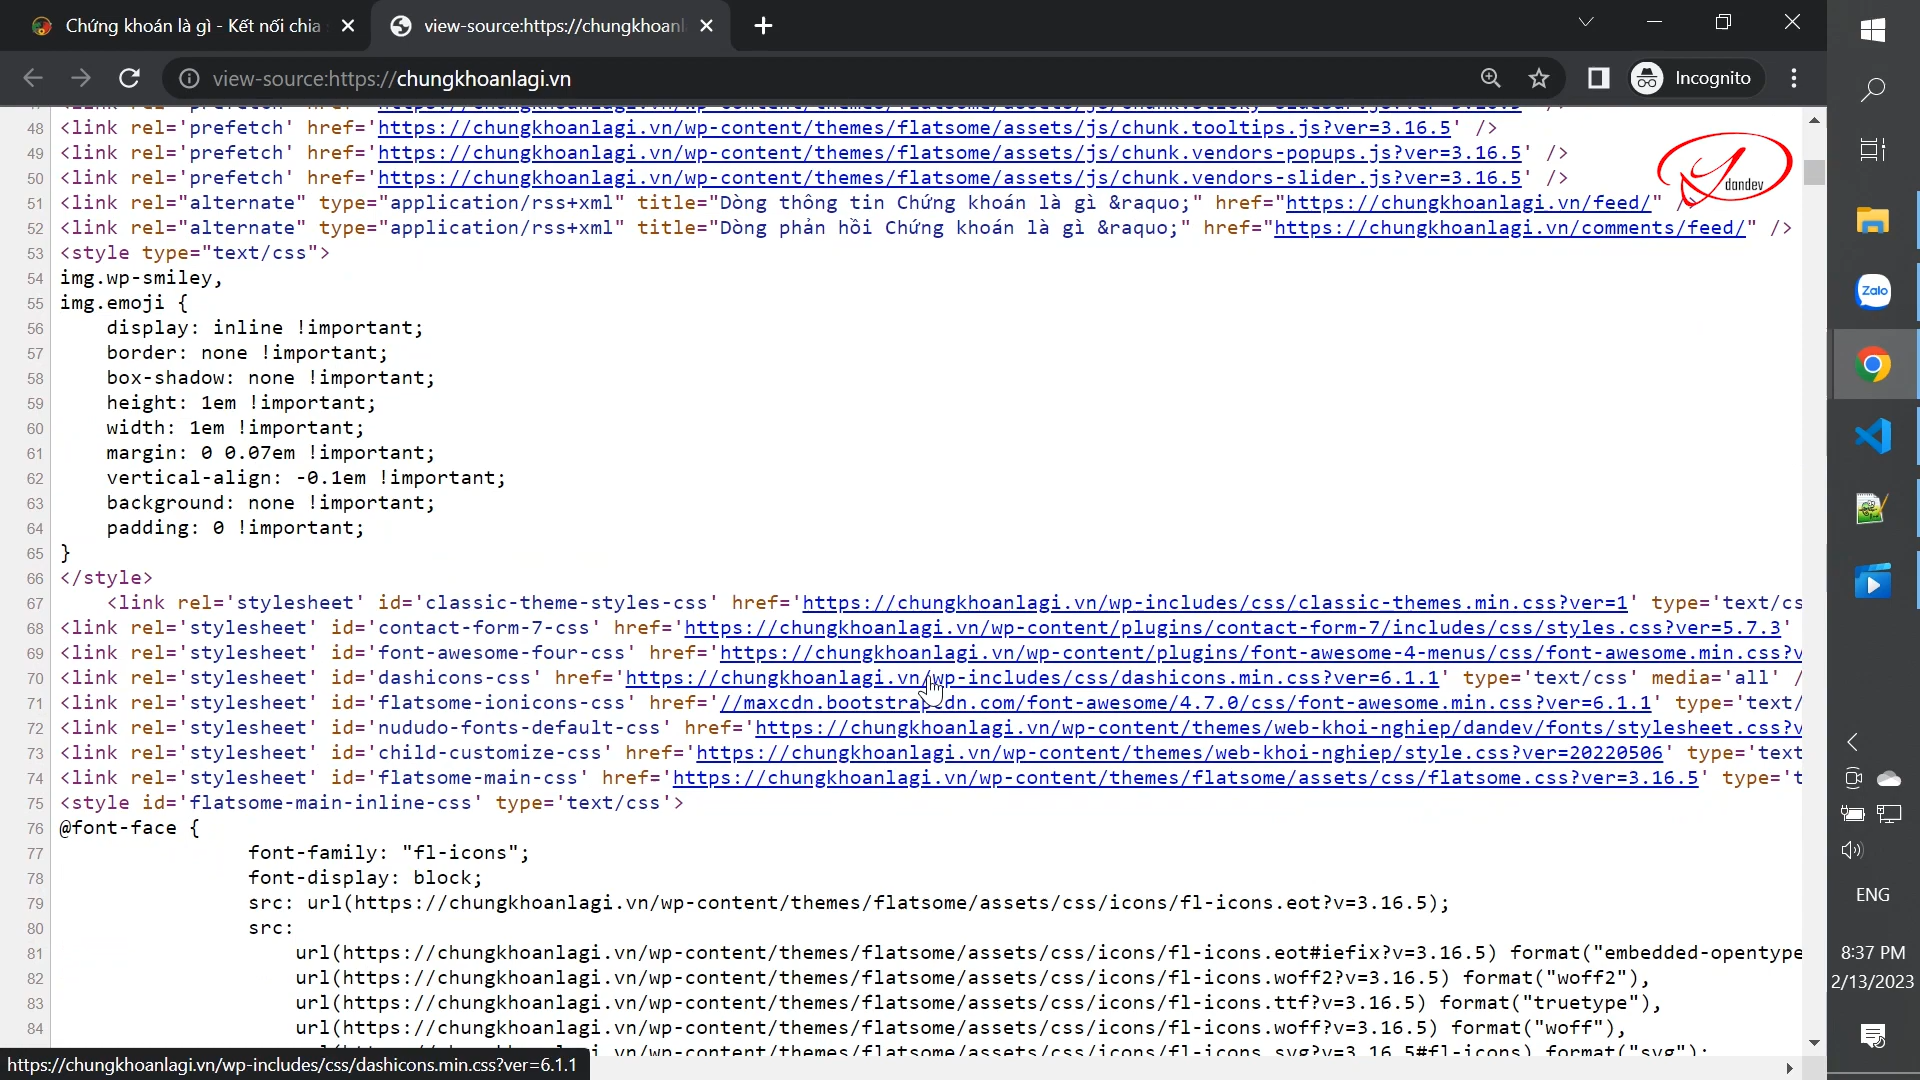 Chứng khoán là gì - Kết nối chia
view-source:https://chungkhoanl
view-source:https://chungkhoanlagi.vn
Incognito
48 <link rel='prefetch' href='https://chungkhoanlagi.vn/wp-content/themes/flatsome/assets/js/chunk.tooltips.js?ver=3.16.5' />
49 <link rel='prefetch' href='https://chungkhoanlagi.vn/wp-content/themes/flatsome/assets/js/chunk.vendors-popups.js?ver=3.16.5' />
50 <link rel='prefetch' href='https://chungkhoanlagi.vn/wp-content/themes/flatsome/assets/js/chunk.vendors-slider.js?ver=3.16.5' />
dandev
51 <link rel="alternate" type="application/rss+xml" title="Dòng thông tin Chứng khoán là gì &raquo;" href="https://chungkhoanlagi.vn/feed/" />
52 <link rel="alternate" type="application/rss+xml" title="Dòng phản hồi Chứng khoán là gì &raquo;" href="https://chungkhoanlagi.vn/comments/feed/" />
53 <style type="text/css">
54 img.wp-smiley,
55 img.emoji {
56 display: inline !important;
57 border: none !important;
58 box-shadow: none !important;
59 height: 1em !important;
60 width: 1em !important;
61 margin: 0 0.07em !important;
62 vertical-align: -0.1em !important;
63 background: none !important;
64 padding: 0 !important;
65 }
66 </style>
67 <link rel='stylesheet' id='classic-theme-styles-css' href='https://chungkhoanlagi.vn/wp-includes/css/classic-themes.min.css?ver=1' type='text/cs
68 <link rel='stylesheet' id='contact-form-7-css' href='https://chungkhoanlagi.vn/wp-content/plugins/contact-form-7/includes/css/styles.css?ver=5.7.3'
69 <link rel='stylesheet' id='font-awesome-four-css' href='https://chungkhoanlagi.vn/wp-content/plugins/font-awesome-4-menus/css/font-awesome.min.css?v
70 <link rel='stylesheet' id='dashicons-css' href='https://chungkhoanlagi.vn/wp-includes/css/dashicons.min.css?ver=6.1.1' type='text/css' media='all' /
71 <link rel='stylesheet' id='flatsome-ionicons-css' href='//maxcdn.bootstrapcdn.com/font-awesome/4.7.0/css/font-awesome.min.css?ver=6.1.1' type='text/
72 <link rel='stylesheet' id='nududo-fonts-default-css' href='https://chungkhoanlagi.vn/wp-content/themes/web-khoi-nghiep/dandev/fonts/stylesheet.css?v
73 <link rel='stylesheet' id='child-customize-css' href='https://chungkhoanlagi.vn/wp-content/themes/web-khoi-nghiep/style.css?ver=20220506' type='text
74 <link rel='stylesheet' id='flatsome-main-css' href='https://chungkhoanlagi.vn/wp-content/themes/flatsome/assets/css/flatsome.css?ver=3.16.5' type='t
75 <style id='flatsome-main-inline-css' type='text/css'>
76 @font-face {
77 font-family: "fl-icons";
78 font-display: block;
79 src: url(https://chungkhoanlagi.vn/wp-content/themes/flatsome/assets/css/icons/fl-icons.eot?v=3.16.5);
80 src:
81 url(https://chungkhoanlagi.vn/wp-content/themes/flatsome/assets/css/icons/fl-icons.eot#iefix?v=3.16.5) format("embedded-opentype
82 url(https://chungkhoanlagi.vn/wp-content/themes/flatsome/assets/css/icons/fl-icons.woff2?v=3.16.5) format("woff2"),
83 url(https://chungkhoanlagi.vn/wp-content/themes/flatsome/assets/css/icons/fl-icons.ttf?v=3.16.5) format("truetype"),
84 url(https://chungkhoanlagi.vn/wp-content/themes/flatsome/assets/css/icons/fl-icons.woff?v=3.16.5) format("woff"),
https://chungkhoanlagi.vn/wp-includes/css/dashicons.min.css?ver=6.1.1
Zalo
ENG
8:37 PM
2/13/2023